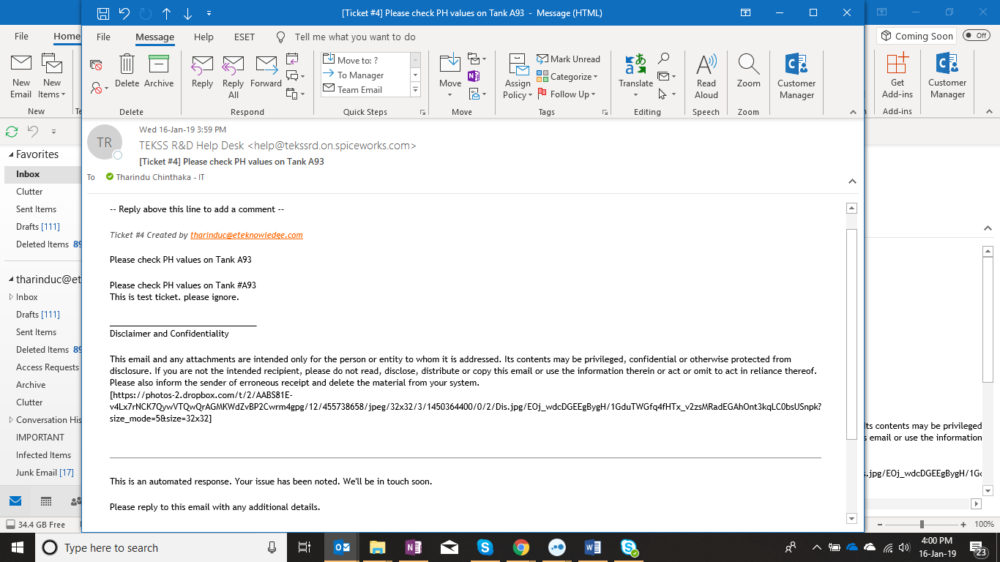 [Ticket #4] Please check PH values on Tank A93 - Message (HTML)
File Home
File Message Help ESET Tell me what you want to do
Coming Soon Off
New Email
New Items
Delete
Archive
Reply
Reply All
Forward
Move to: ?
To Manager
Team Email
Move
Assign Policy
Mark Unread
Categorize
Follow Up
Translate
Read Aloud
Zoom
Customer Manager
Get Add-ins
Customer Manager
New
Delete
Respond
Quick Steps
Move
Tags
Editing
Speech
Zoom
Add-ins
Favorites
Inbox
Clutter
Sent Items
Drafts [111]
Deleted Items 89
tharinduc@et
Inbox
Drafts [111]
Sent Items
Deleted Items 89
Access Requests
Archive
Clutter
Conversation His
IMPORTANT
Infected Items
Junk Email [17]
34.4 GB Free
TR
Wed 16-Jan-19 3:59 PM
TEKSS R&D Help Desk <help@tekssrd.on.spiceworks.com>
[Ticket #4] Please check PH values on Tank A93
To Tharindu Chinthaka - IT
-- Reply above this line to add a comment --
Ticket #4 Created by tharinduc@eteknowledge.com
Please check PH values on Tank A93
Please check PH values on Tank #A93
This is test ticket. please ignore.
Disclaimer and Confidentiality
This email and any attachments are intended only for the person or entity to whom it is addressed. Its contents may be privileged, confidential or otherwise protected from
disclosure. If you are not the intended recipient, please do not read, disclose, distribute or copy this email or use the information therein or act or omit to act in reliance thereof.
Please also inform the sender of erroneous receipt and delete the material from your system.
[https://photos-2.dropbox.com/t/2/AABS81E-
v4Lx7rNCK7QywVTQwQrAGMKWdZvBP2Cwrm4gpg/12/455738658/jpeg/32x32/3/1450364400/0/2/Dis.jpg/EOj_wdcDGEEgBygH/1GduTWGfq4fHTx_v2zsMRadEGAhOnt3kqLC0bsUSnpk?
size_mode=5&size=32x32]
This is an automated response. Your issue has been noted. We'll be in touch soon.
Please reply to this email with any additional details.
Its contents may be privileged
s email or use the information
s.jpg/EOj_wdcDGEEgBygH/1Gd
100%
Type here to search
4:00 PM
16-Jan-19
23